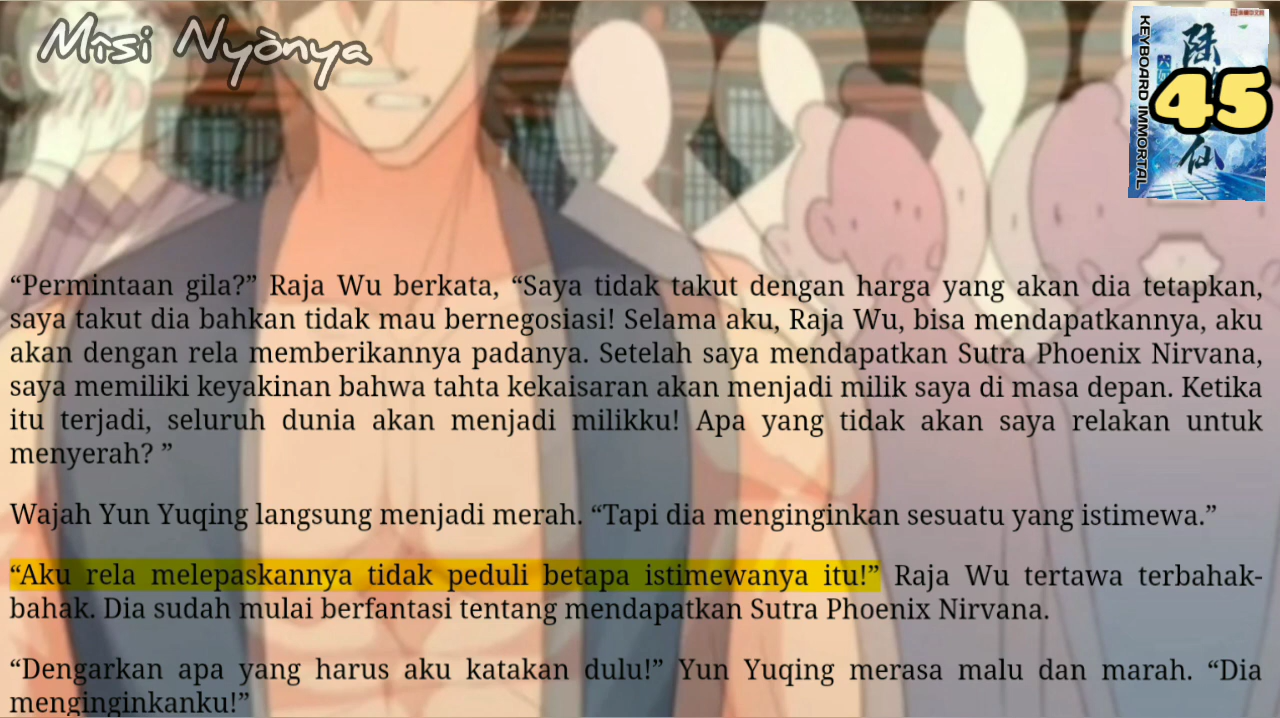 Misi Nyònya
KEYBOARD IMMORTAL
45
“Permintaan gila?” Raja Wu berkata, “Saya tidak takut dengan harga yang akan dia tetapkan,
saya takut dia bahkan tidak mau bernegosiasi! Selama aku, Raja Wu, bisa mendapatkannya, aku
akan dengan rela memberikannya padanya. Setelah saya mendapatkan Sutra Phoenix Nirvana,
saya memiliki keyakinan bahwa tahta kekaisaran akan menjadi milik saya di masa depan. Ketika
itu terjadi, seluruh dunia akan menjadi milikku! Apa yang tidak akan saya relakan untuk
menyerah? ”
Wajah Yun Yuqing langsung menjadi merah. “Tapi dia menginginkan sesuatu yang istimewa.”
“Aku rela melepaskannya tidak peduli betapa istimewanya itu!” Raja Wu tertawa terbahak-
bahak. Dia sudah mulai berfantasi tentang mendapatkan Sutra Phoenix Nirvana.
“Dengarkan apa yang harus aku katakan dulu!” Yun Yuqing merasa malu dan marah. “Dia
menginginkanku!”